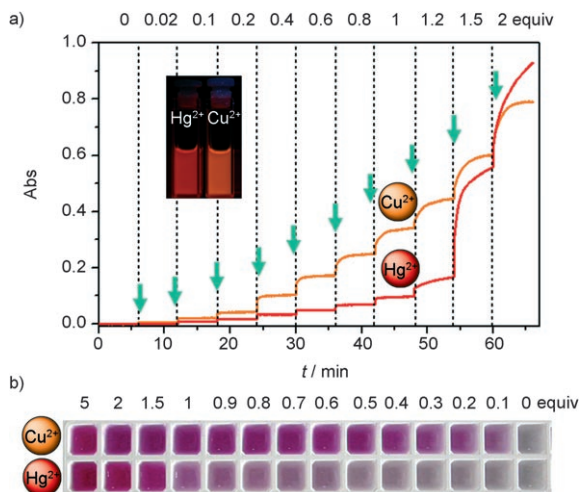 a)
0 0.02 0.1 0.2 0.4 0.6 0.8 1 1.2 1.5 2 equiv
1.0
0.8
0.6
0.4
0.2
0.0
Abs
Hg²⁺ Cu²⁺
Cu²⁺
Hg²⁺
0 10 20 30 40 50 60
t / min
b)
5 2 1.5 1 0.9 0.8 0.7 0.6 0.5 0.4 0.3 0.2 0.1 0 equiv
Cu²⁺
Hg²⁺